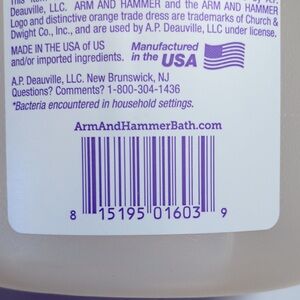 Deauville, LLC. ARM AND HAMMER and the ARM AND HAMMER
Logo and distinctive orange trade dress are trademarks of Church &
Dwight Co., Inc., and are used by A.P. Deauville, LLC under license.
MADE IN THE USA of US
and/or imported ingredients.
Manufactured
in the USA
A.P. Deauville, LLC. New Brunswick, NJ
Questions? Comments? 1-800-304-1436
*Bacteria encountered in household settings.
ArmAndHammerBath.com
8 15195 01603 9